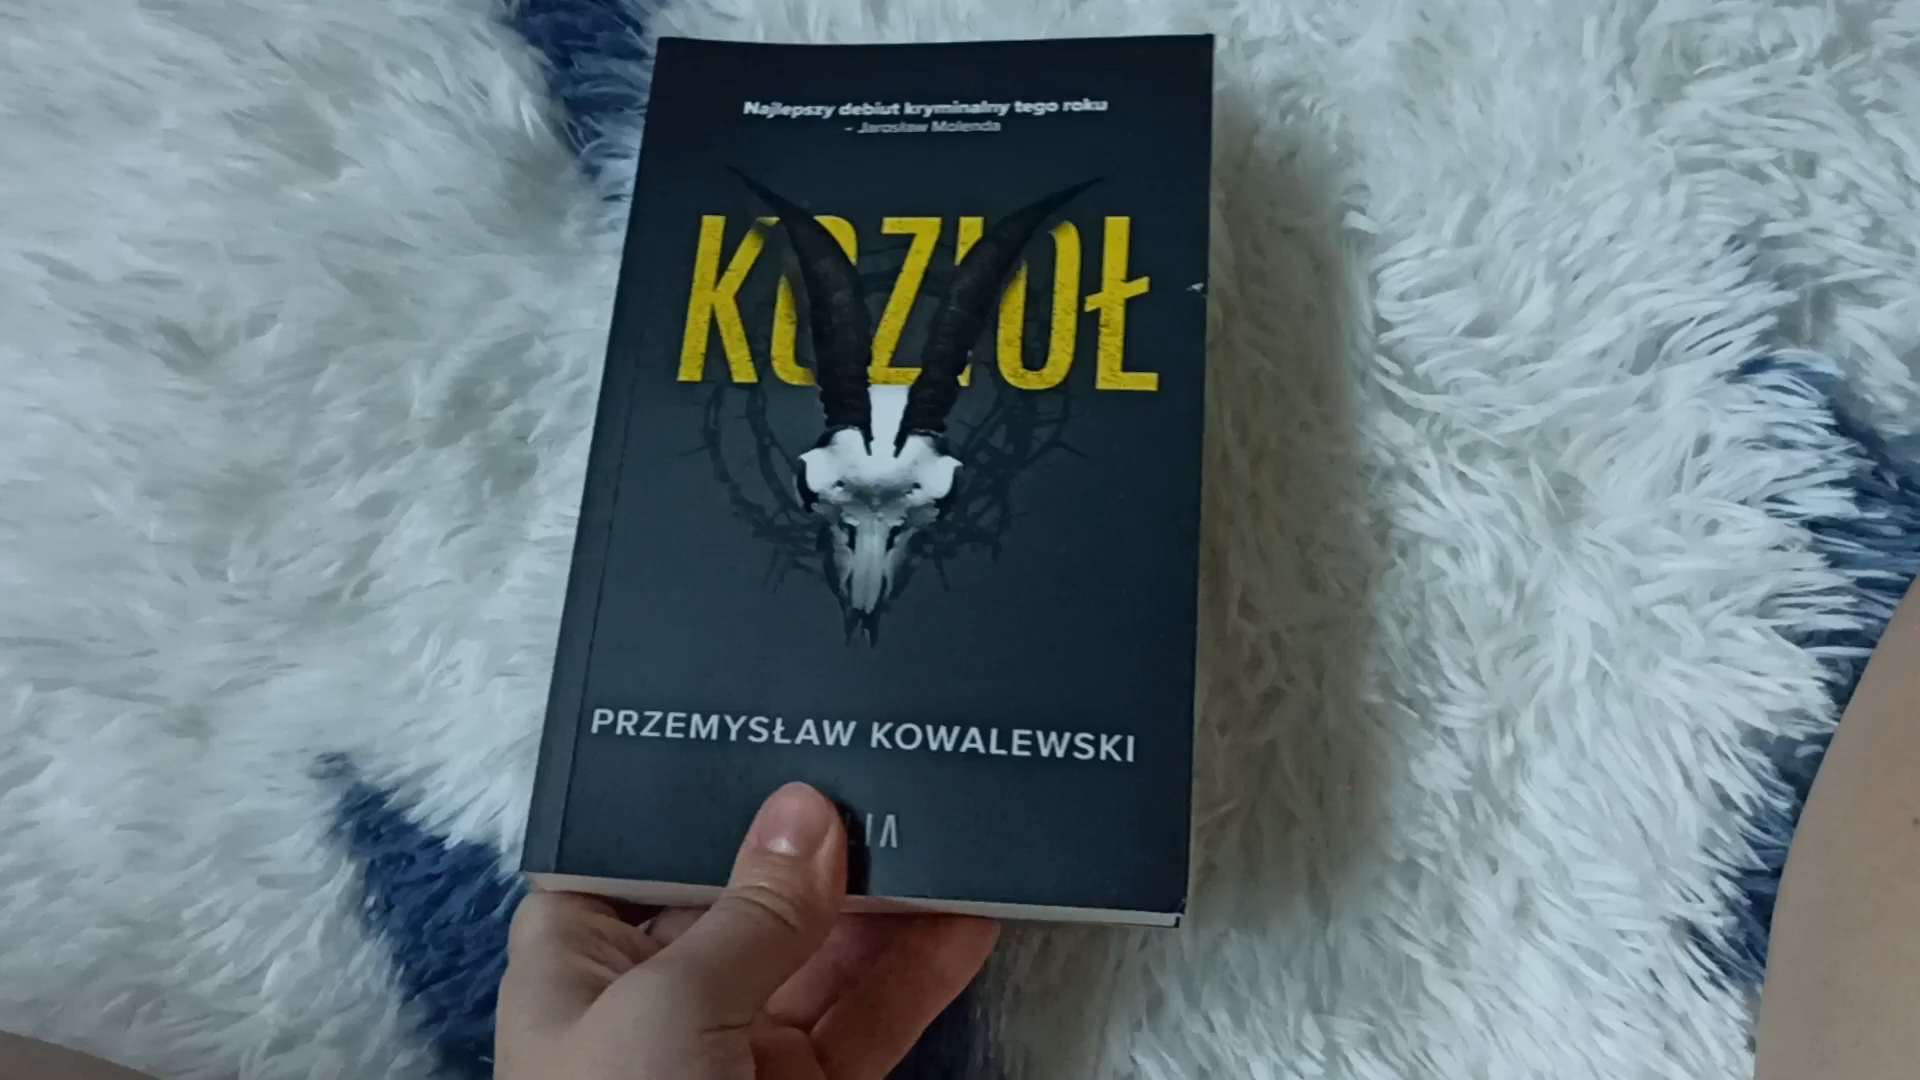 Najlepszy debiut kryminalny tego roku
- Jarosław Molenda
KOZIOŁ
PRZEMYSŁAW KOWALEWSKI